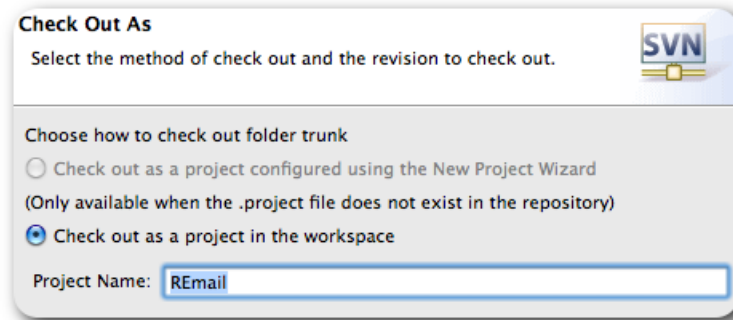 Check Out As
Select the method of check out and the revision to check out.
SVN
Choose how to check out folder trunk
Check out as a project configured using the New Project Wizard
(Only available when the .project file does not exist in the repository)
Check out as a project in the workspace
Project Name: REmail